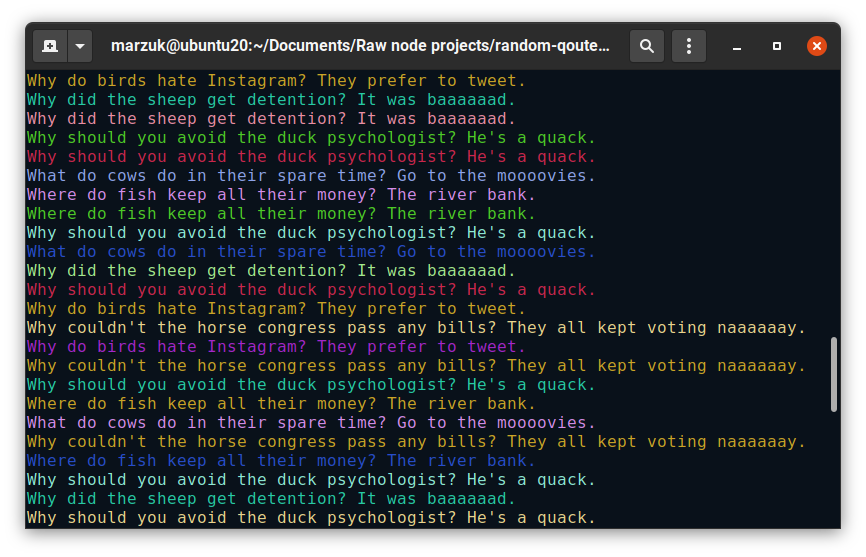 marzuk@ubuntu20:~/Documents/Raw node projects/random-qoute…
Why do birds hate Instagram? They prefer to tweet.
Why did the sheep get detention? It was baaaaaad.
Why did the sheep get detention? It was baaaaaad.
Why should you avoid the duck psychologist? He's a quack.
Why should you avoid the duck psychologist? He's a quack.
What do cows do in their spare time? Go to the moooovies.
Where do fish keep all their money? The river bank.
Where do fish keep all their money? The river bank.
Why should you avoid the duck psychologist? He's a quack.
What do cows do in their spare time? Go to the moooovies.
Why did the sheep get detention? It was baaaaaad.
Why should you avoid the duck psychologist? He's a quack.
Why do birds hate Instagram? They prefer to tweet.
Why couldn't the horse congress pass any bills? They all kept voting naaaaaay.
Why do birds hate Instagram? They prefer to tweet.
Why couldn't the horse congress pass any bills? They all kept voting naaaaaay.
Why should you avoid the duck psychologist? He's a quack.
Where do fish keep all their money? The river bank.
What do cows do in their spare time? Go to the moooovies.
Why couldn't the horse congress pass any bills? They all kept voting naaaaaay.
Where do fish keep all their money? The river bank.
Why should you avoid the duck psychologist? He's a quack.
Why did the sheep get detention? It was baaaaaad.
Why should you avoid the duck psychologist? He's a quack.